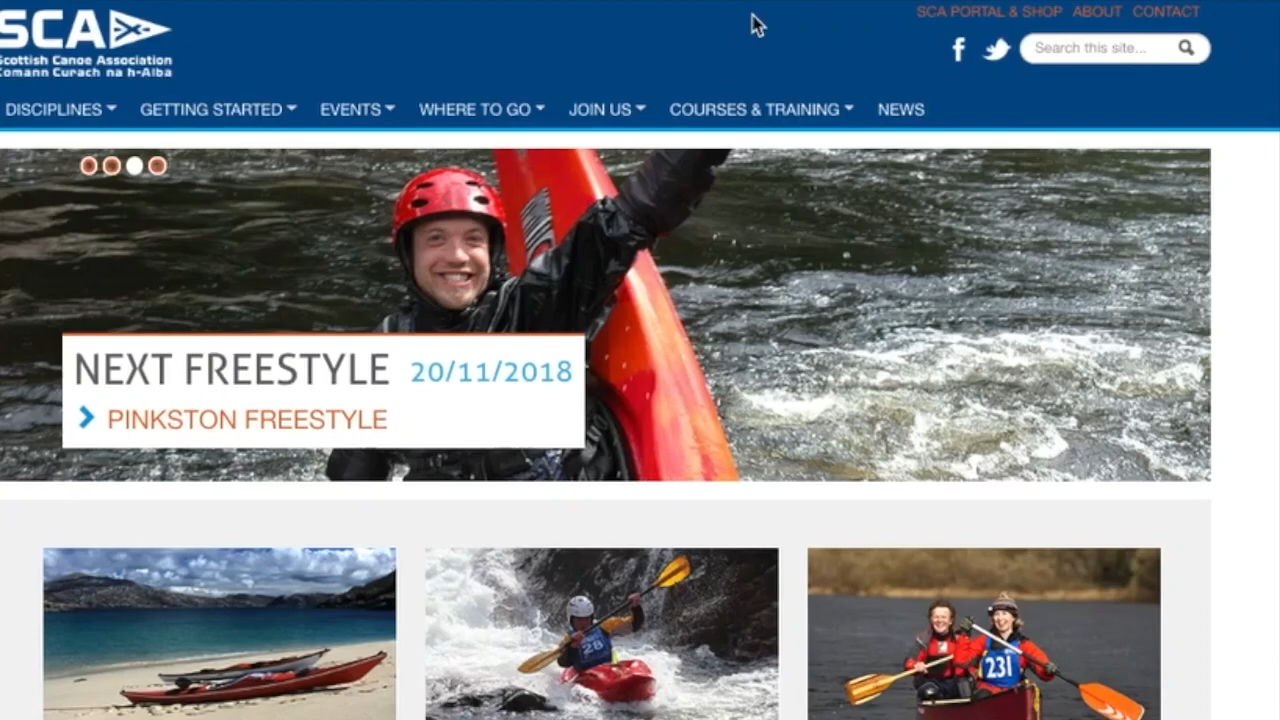 SCA
Scottish Canoe Association
Comann Curach na h-Alba
SCA PORTAL & SHOP ABOUT CONTACT
Search this site...
DISCIPLINES GETTING STARTED EVENTS WHERE TO GO JOIN US COURSES & TRAINING NEWS
NEXT FREESTYLE 20/11/2018
PINKSTON FREESTYLE
28
231